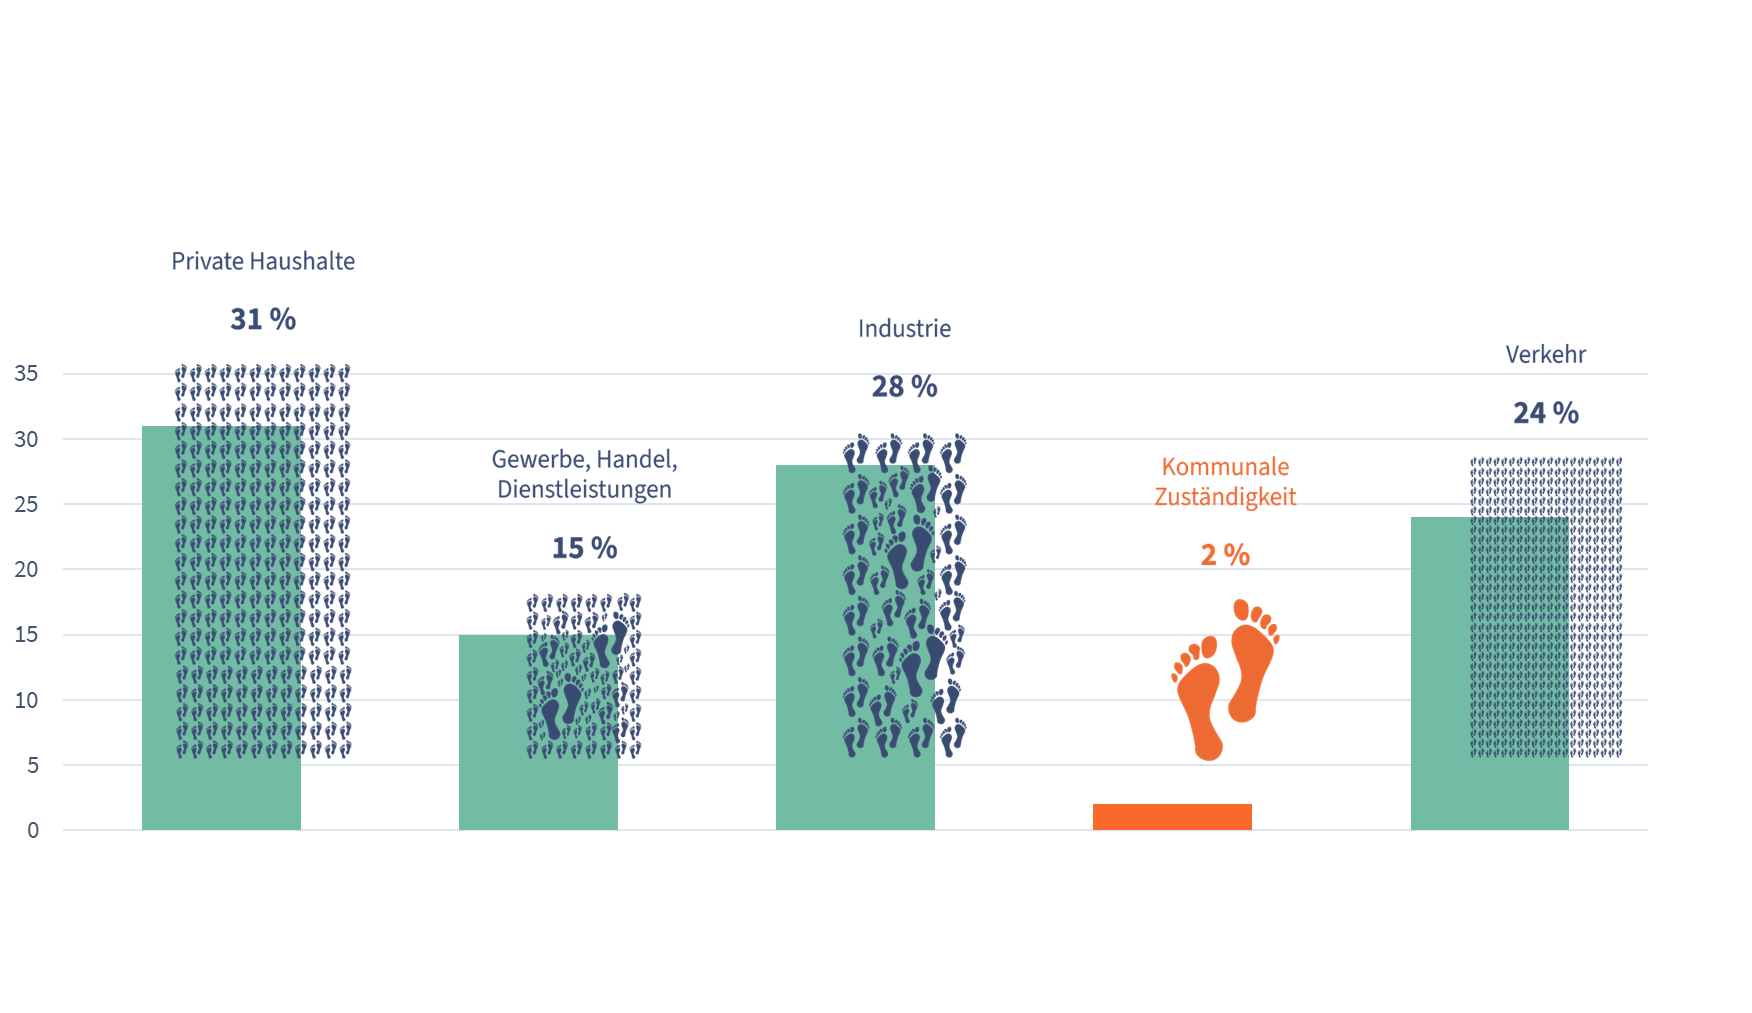 Private Haushalte
31 %
Gewerbe, Handel,
Dienstleistungen
15 %
Industrie
28 %
Kommunale
Zuständigkeit
2 %
Verkehr
24 %
35
30
25
20
15
10
5
0